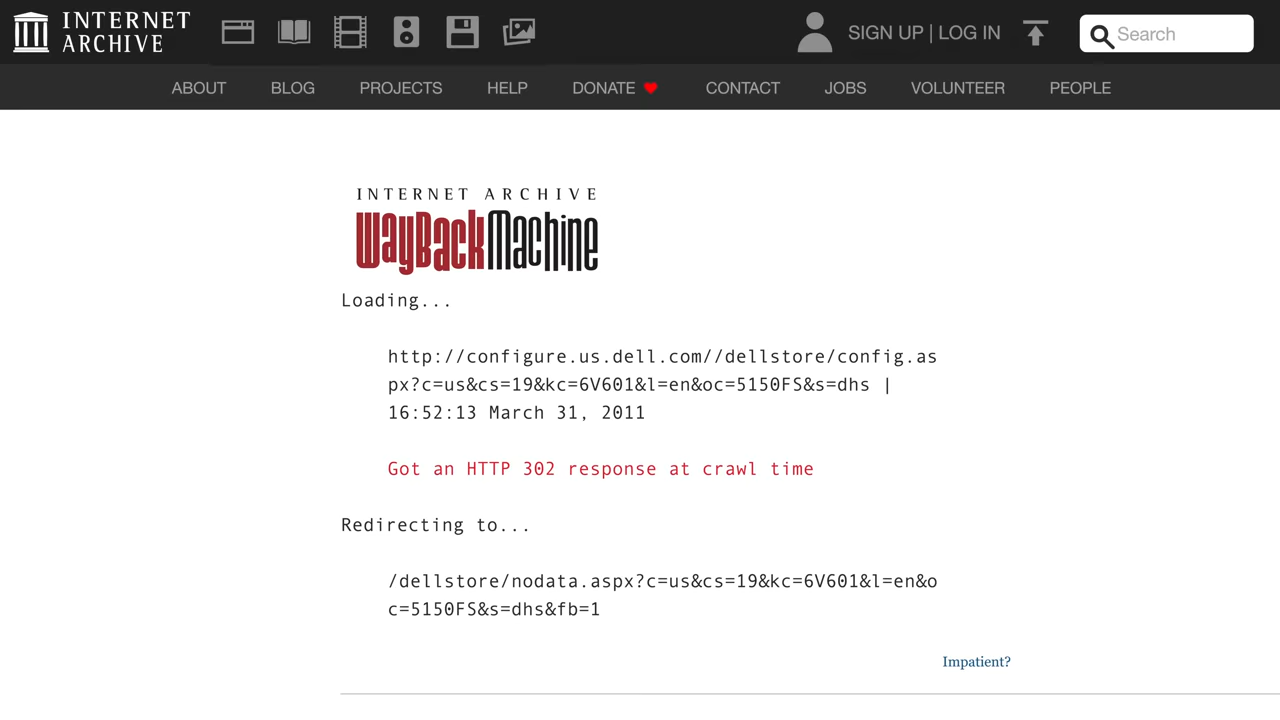 INTERNET
ARCHIVE
SIGN UP | LOG IN
Search
ABOUT BLOG PROJECTS HELP DONATE CONTACT JOBS VOLUNTEER PEOPLE
INTERNET ARCHIVE
WayBackMachine
Loading...
http://configure.us.dell.com//dellstore/config.as
px?c=us&cs=19&kc=6V601&l=en&oc=5150FS&s=dhs |
16:52:13 March 31, 2011
Got an HTTP 302 response at crawl time
Redirecting to...
/dellstore/nodata.aspx?c=us&cs=19&kc=6V601&l=en&o
c=5150FS&s=dhs&fb=1
Impatient?